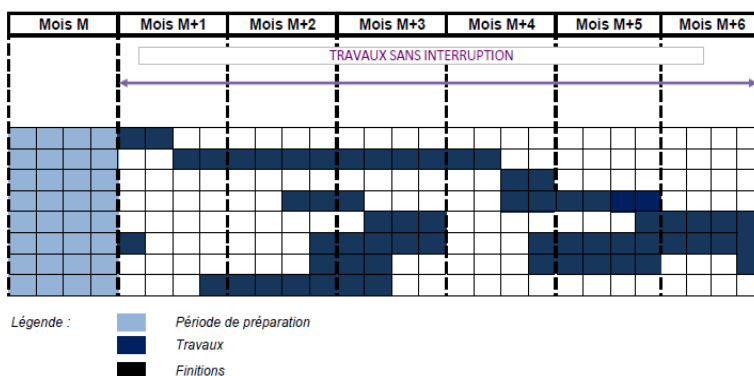 Mois M Mois M+1 Mois M+2 Mois M+3 Mois M+4 Mois M+5 Mois M+6
TRAVAUX SANS INTERRUPTION
Légende :
Période de préparation
Travaux
Finitions